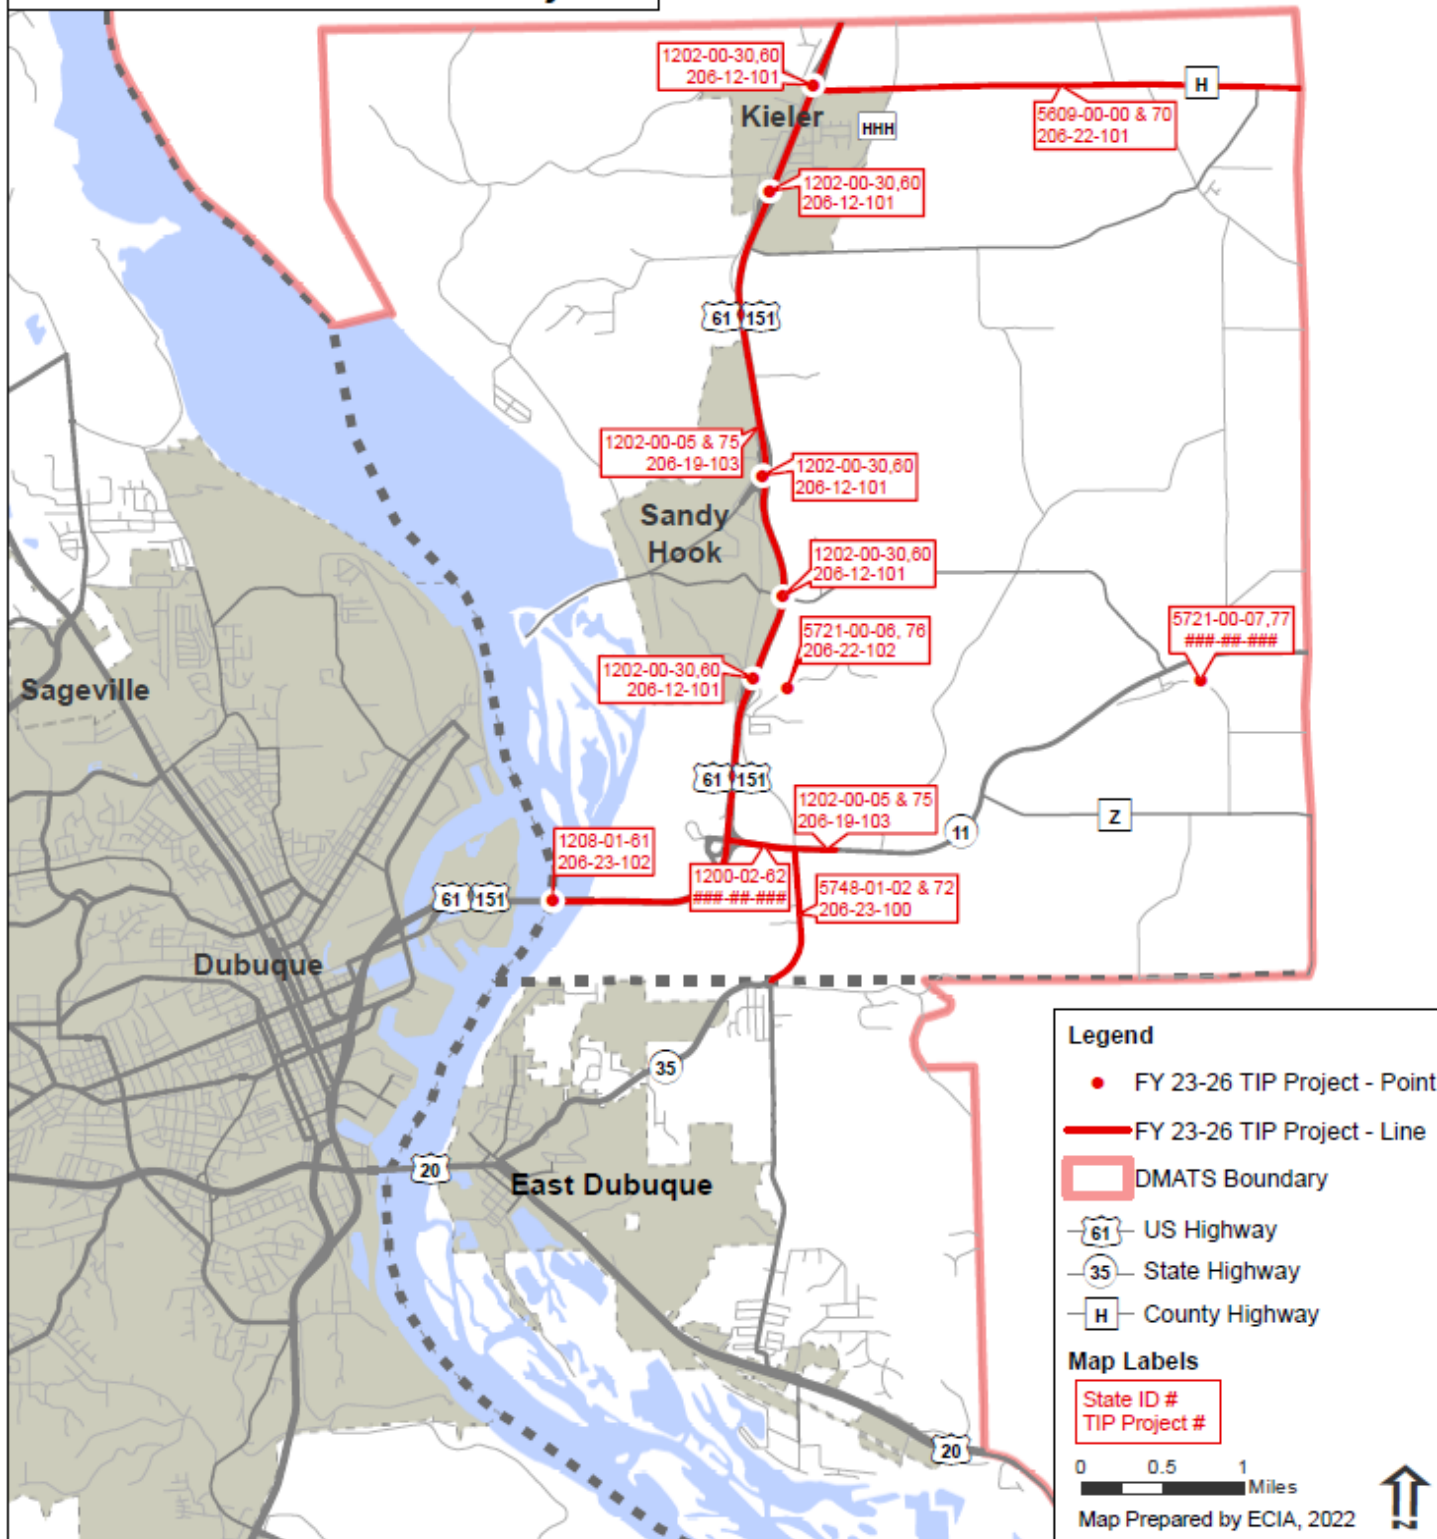 1202-00-30,60
206-12-101
H
Kieler
HHH
5609-00-00 & 70
206-22-101
1202-00-30,60
206-12-101
61 151
1202-00-05 & 75
206-19-103
1202-00-30,60
206-12-101
Sandy
Hook
1202-00-30,60
206-12-101
5721-00-07,77
###-##-###
5721-00-06, 76
206-22-102
1202-00-30,60
206-12-101
Sageville
61 151
1202-00-05 & 75
206-19-103
Z
11
1208-01-61
206-23-102
1200-02-62
###-##-###
5748-01-02 & 72
206-23-100
61 151
Dubuque
35
20
East Dubuque
20
Legend
FY 23-26 TIP Project - Point
FY 23-26 TIP Project - Line
DMATS Boundary
61 US Highway
35 State Highway
H County Highway
Map Labels
State ID #
TIP Project #
0 0.5 1
Miles
Map Prepared by ECIA, 2022
N